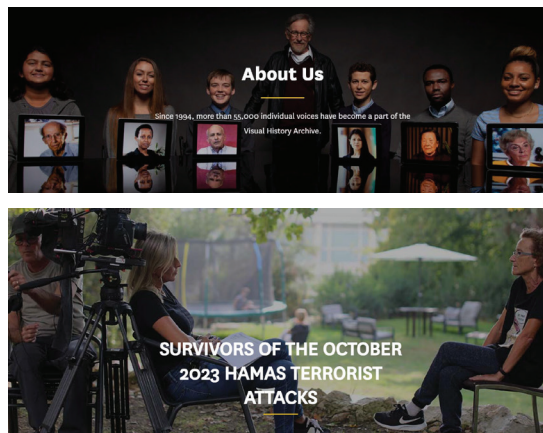 About Us
Since 1994, more than 55,000 individual voices have become a part of the
Visual History Archive.
SURVIVORS OF THE OCTOBER
2023 HAMAS TERRORIST
ATTACKS